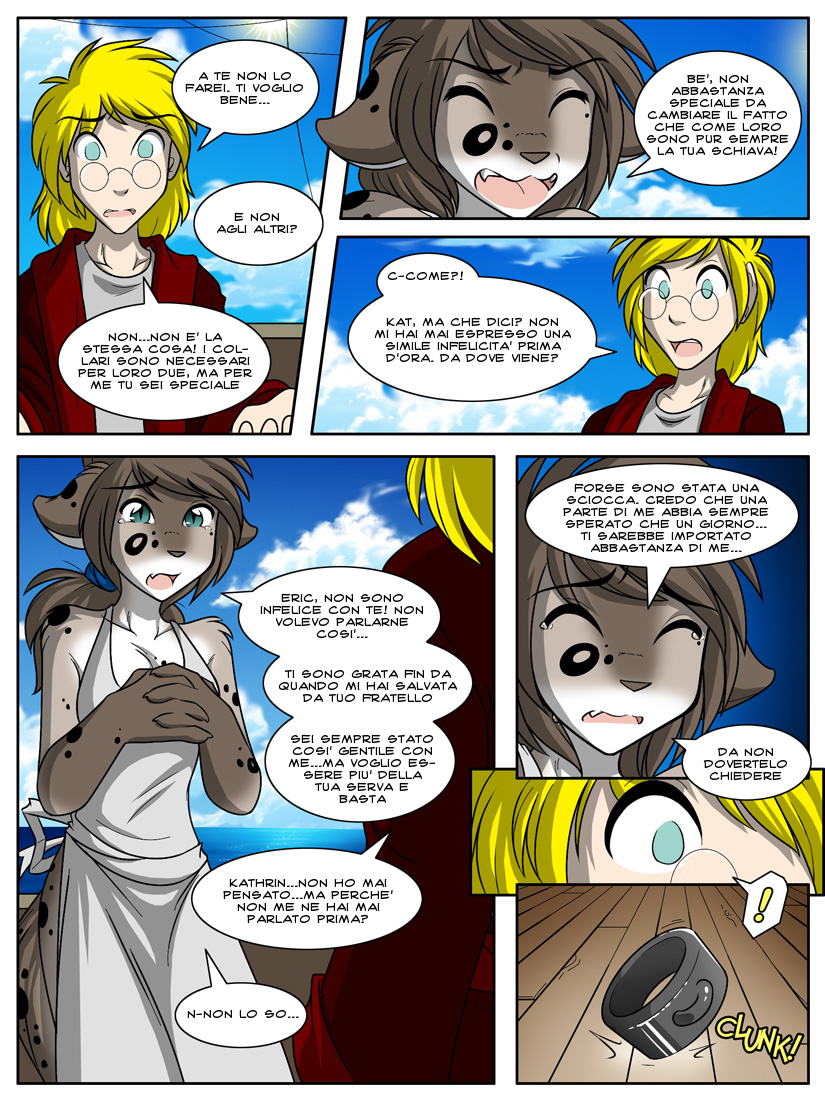 A TE NON LO
FAREI. TI VOGLIO
BENE...
E NON
AGLI ALTRI?
NON...NON E' LA
STESSA COSA! I COL-
LARI SONO NECESSARI
PER LORO DUE, MA PER
ME TU SEI SPECIALE
BE', NON
ABBASTANZA
SPECIALE DA
CAMBIARE IL FATTO
CHE COME LORO
SONO PUR SEMPRE
LA TUA SCHIAVA!
C-COME?!
KAT, MA CHE DICI? NON
MI HAI MAI ESPRESSO UNA
SIMILE INFELICITA' PRIMA
D'ORA. DA DOVE VIENE?
ERIC, NON SONO
INFELICE CON TE! NON
VOLEVO PARLARNE
COSI'...
TI SONO GRATA FIN DA
QUANDO MI HAI SALVATA
DA TUO FRATELLO
SEI SEMPRE STATO
COSI' GENTILE CON
ME...MA VOGLIO ES-
SERE PIU' DELLA
TUA SERVA E
BASTA
KATHRIN...NON HO MAI
PENSATO...MA PERCHE'
NON ME NE HAI MAI
PARLATO PRIMA?
N-NON LO SO...
FORSE SONO STATA UNA
SCIOCCA. CREDO CHE UNA
PARTE DI ME ABBIA SEMPRE
SPERATO CHE UN GIORNO...
TI SAREBBE IMPORTATO
ABBASTANZA DI ME...
DA NON
DOVERTELO
CHIEDERE
!
CLUNK!